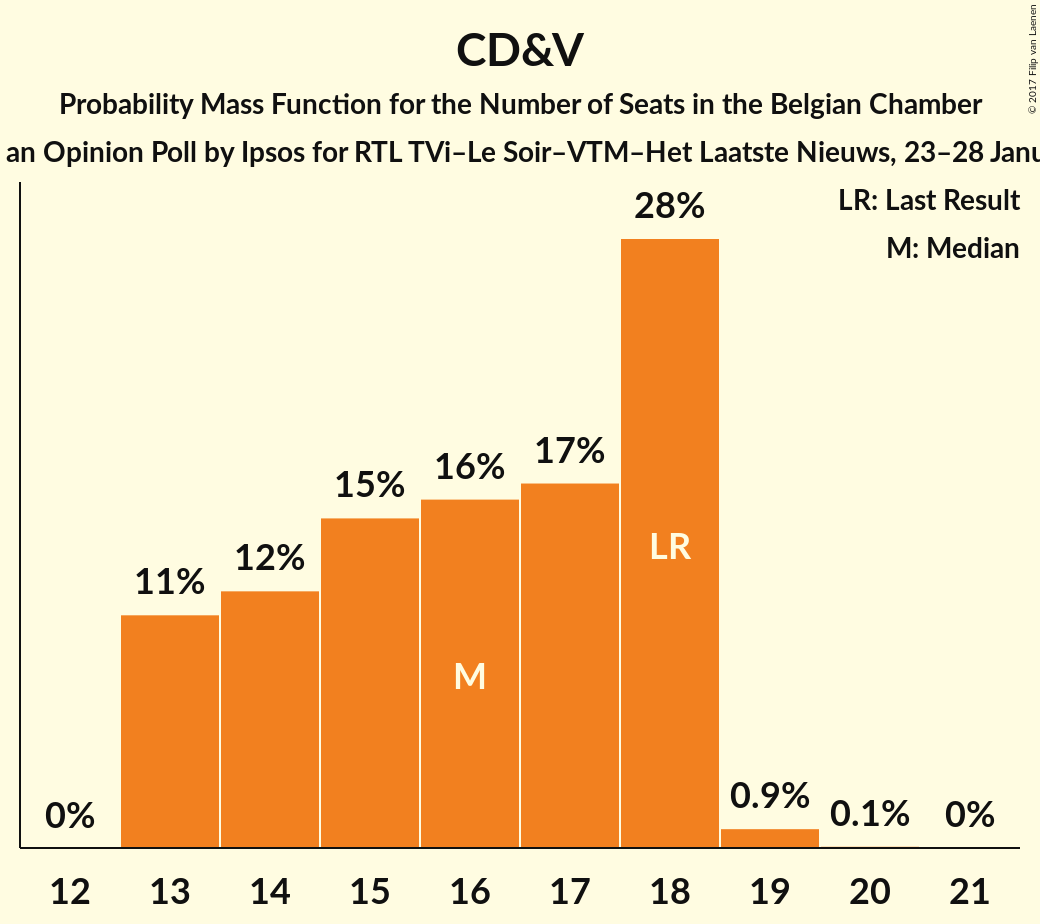 CD&V
Probability Mass Function for the Number of Seats in the Belgian Chamber
an Opinion Poll by Ipsos for RTL TVi–Le Soir–VTM–Het Laatste Nieuws, 23–28 Janu
© 2017 Filip van Laenen
LR: Last Result
M: Median
0%
11%
12%
15%
16%
17%
28%
0.9%
0.1%
0%
M
LR
12
13
14
15
16
17
18
19
20
21